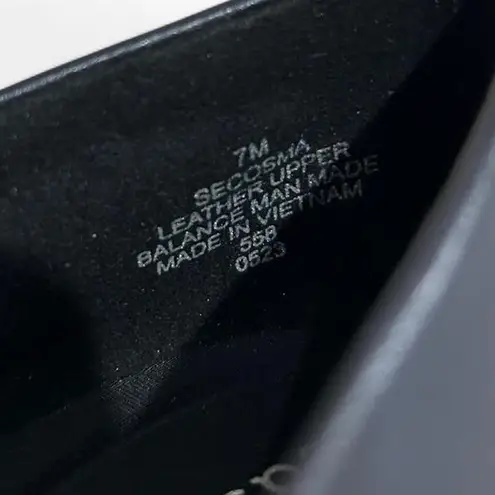 7M
SECOSMA
LEATHER UPPER
BALANCE MAN MADE
MADE IN VIETNAM
558
0523